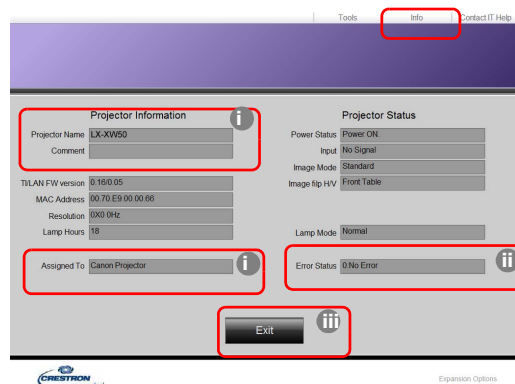 Tools Info Contact IT Help
Projector Information
i
Projector Name LX-XW50
Comment
TI/LAN FW version 0.16/0.05
MAC Address 00.70.E9.00.00.66
Resolution 0X0 0Hz
Lamp Hours 18
Assigned To Canon Projector
i
Projector Status
Power Status Power ON.
Input No Signal
Image Mode Standard
Image filp H/V Front Table
Lamp Mode Normal
Error Status 0:No Error
ii
Exit
iii
CRESTRON
Expansion Options